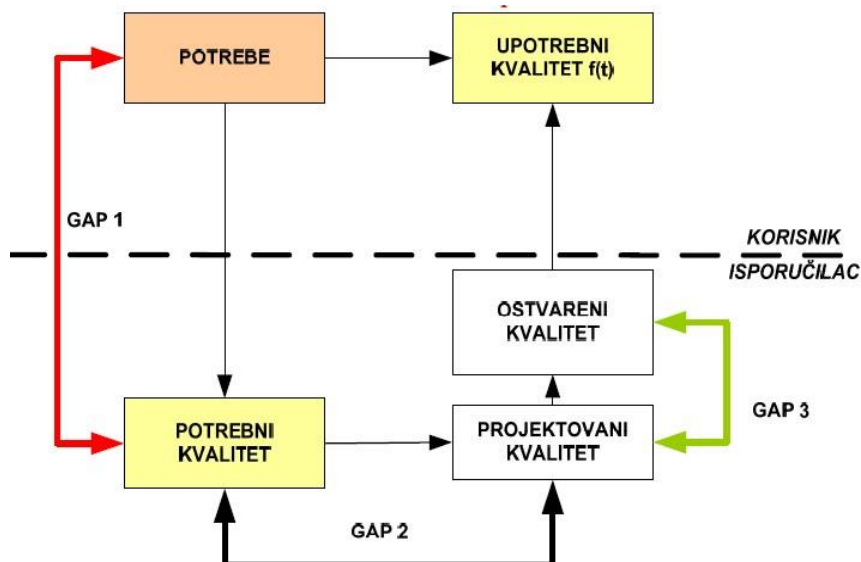 POTREBE
UPOTREBNI
KVALITET f(t)
GAP 1
KORISNIK
ISPORUČILAC
OSTVARENI
KVALITET
POTREBNI
KVALITET
PROJEKTOVANI
KVALITET
GAP 3
GAP 2